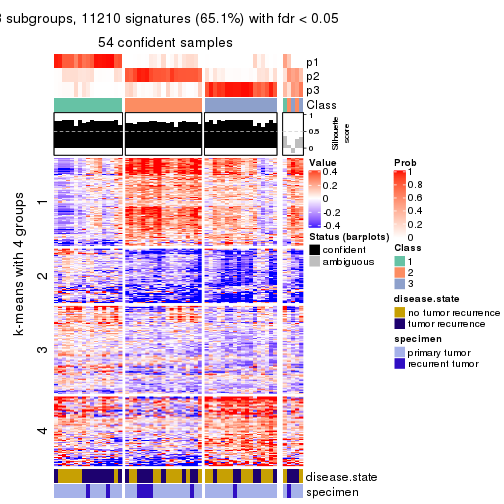 3 subgroups, 11210 signatures (65.1%) with fdr < 0.05
54 confident samples
p1
p2
p3
Class
1
0.5
0
Silhouette
score
k-means with 4 groups
1
2
3
4
Value
0.4
0.2
0
-0.2
-0.4
Status (barplots)
confident
ambiguous
Prob
1
0.8
0.6
0.4
0.2
0
Class
1
2
3
disease.state
no tumor recurrence
tumor recurrence
specimen
primary tumor
recurrent tumor
disease.state
specimen